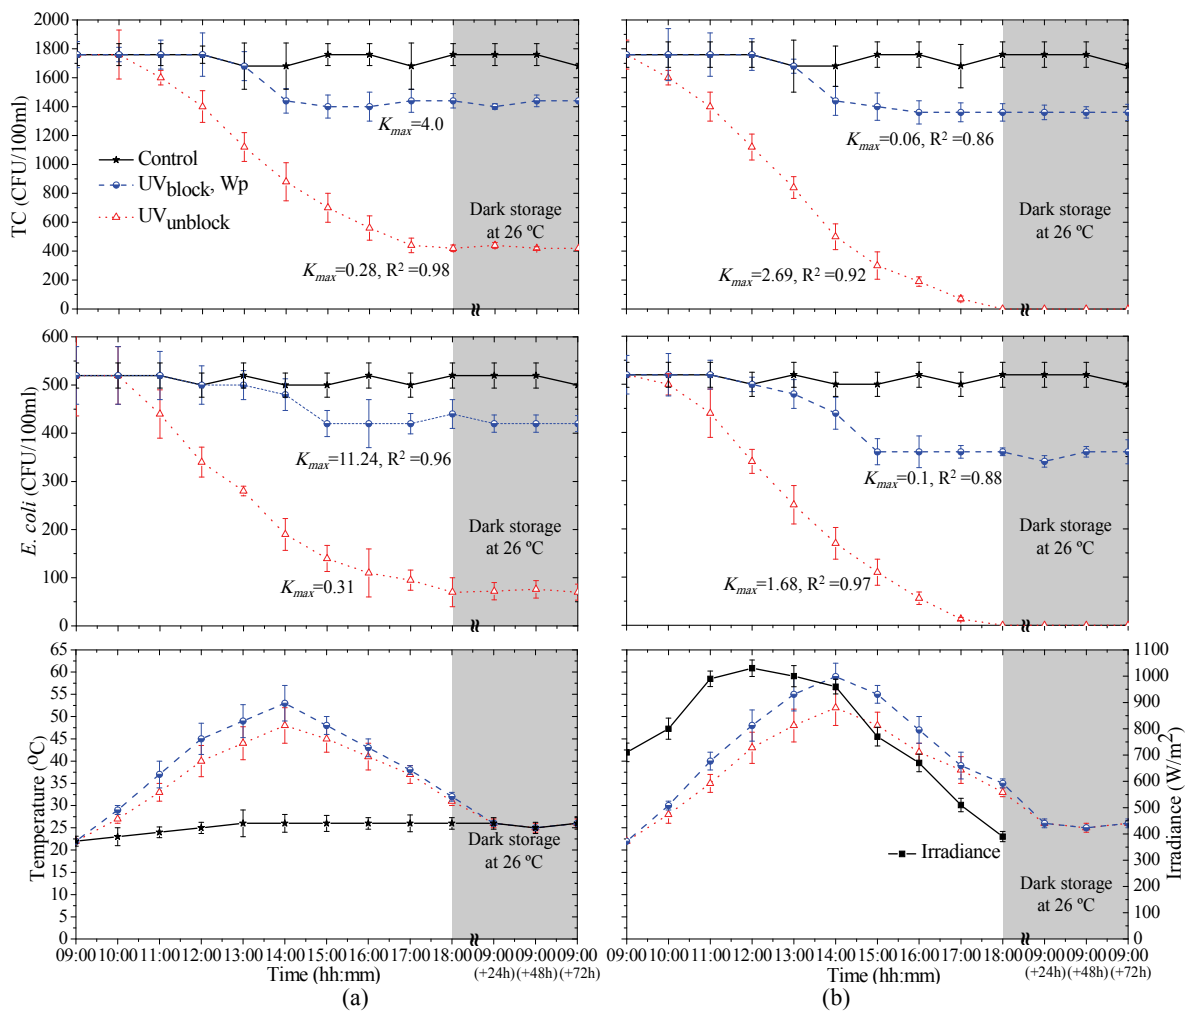 2000
1800
1600
1400
1200
1000
800
600
400
200
0
TC (CFU/100ml)
Control
UVblock, Wp
UVunblock
Kmax=4.0
Kmax=0.28, R2 =0.98
Dark storage
at 26 ºC
Kmax=0.06, R2 =0.86
Kmax=2.69, R2 =0.92
Dark storage
at 26 ºC
600
500
400
300
200
100
0
E. coli (CFU/100ml)
Kmax=11.24, R2 =0.96
Kmax=0.31
Dark storage
at 26 ºC
Kmax=0.1, R2 =0.88
Kmax=1.68, R2 =0.97
Dark storage
at 26 ºC
65
60
55
50
45
40
35
30
25
20
15
10
5
0
Temperature (oC)
Dark storage
at 26 ºC
Irradiance
Dark storage
at 26 ºC
1100
1000
900
800
700
600
500
400
300
200
100
0
Irradiance (W/m2)
09:00 10:00 11:00 12:00 13:00 14:00 15:00 16:00 17:00 18:00 09:00 09:00 09:00
(+24h) (+48h) (+72h)
Time (hh:mm)
(a)
09:00 10:00 11:00 12:00 13:00 14:00 15:00 16:00 17:00 18:00 09:00 09:00 09:00
(+24h) (+48h) (+72h)
Time (hh:mm)
(b)